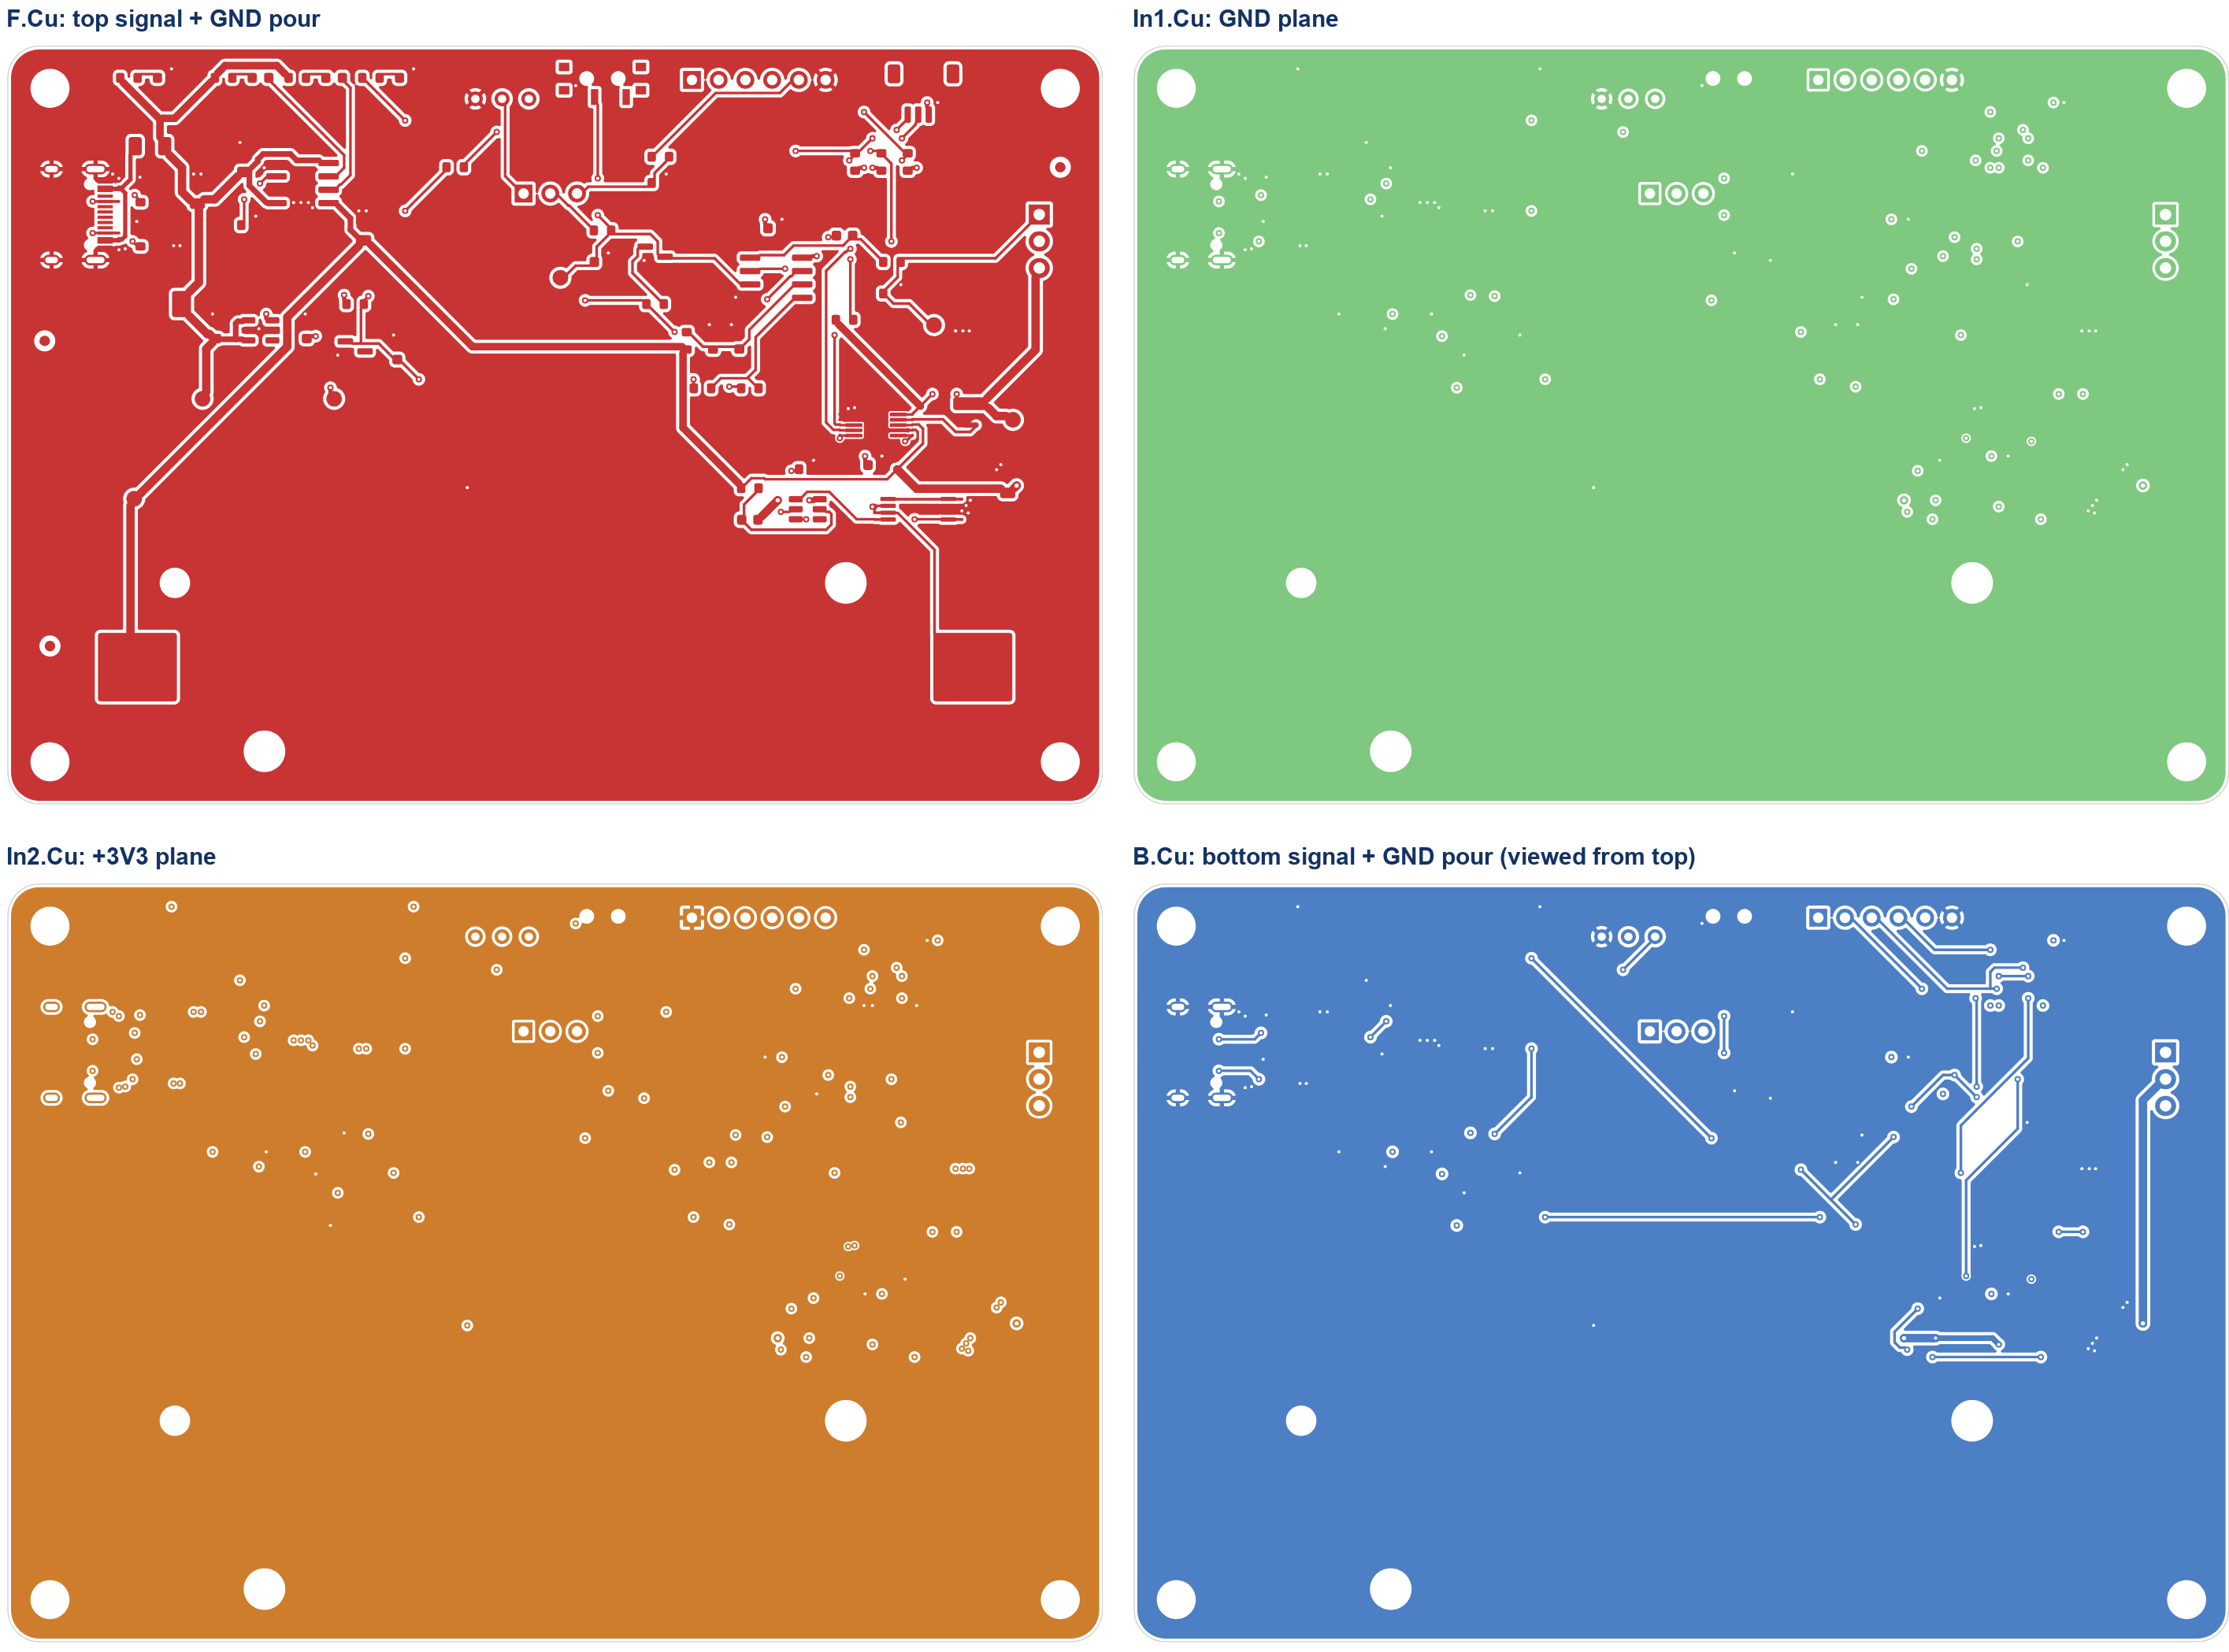 F.Cu: top signal + GND pour
In1.Cu: GND plane
In2.Cu: +3V3 plane
B.Cu: bottom signal + GND pour (viewed from top)